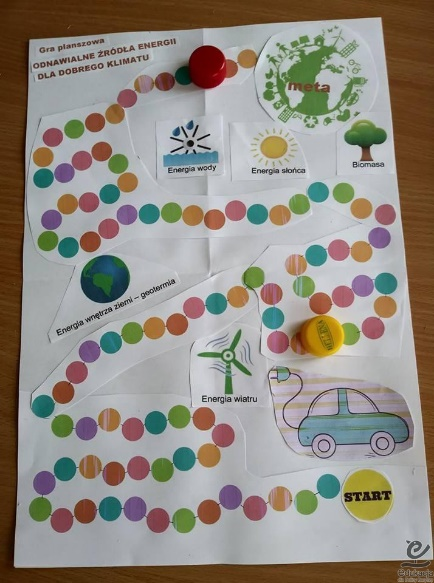 Gra planszowa
ODNAWIALNE ŹRÓDŁA ENERGII
DLA DOBREGO KLIMATU
meta
Energia wody
Energia słońca
Biomasa
Energia wnętrza ziemi – geotermia
Energia wiatru
START